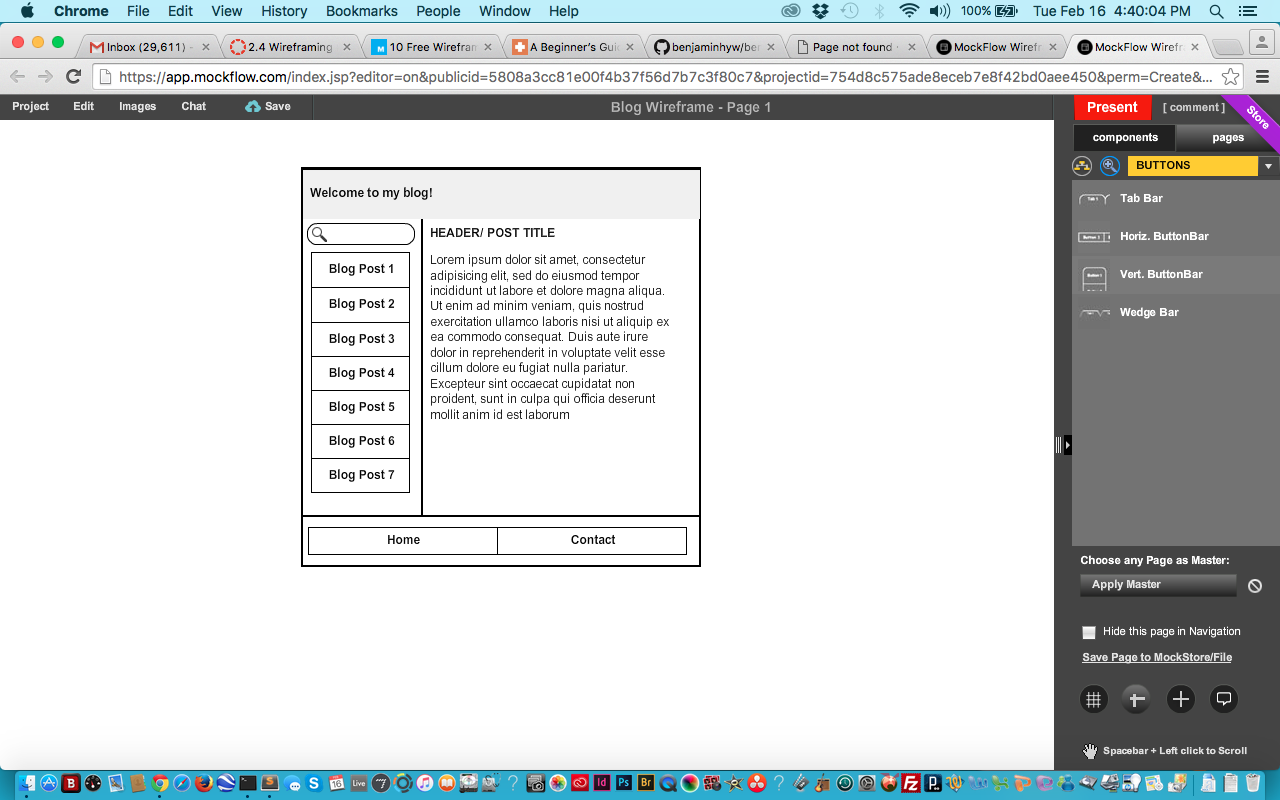 Chrome File Edit View History Bookmarks People Window Help 100% Tue Feb 16 4:40:04 PM
Inbox (29,611) - 2.4 Wireframing 10 Free Wirefran A Beginner's Gui benjaminhyw/be Page not found MockFlow Wirefr MockFlow Wirefr
https://app.mockflow.com/index.jsp?editor=on&publicid=5808a3cc81e00f4b37f56d7b7c3f80c7&projectid=754d8c575ade8eceb7e8f42bd0aee450&perm=Create&...
Project Edit Images Chat Save Blog Wireframe - Page 1 Present [ comment ] Store
components pages
BUTTONS
Tab Bar
Horiz. ButtonBar
Vert. ButtonBar
Wedge Bar
Welcome to my blog!
Blog Post 1
Blog Post 2
Blog Post 3
Blog Post 4
Blog Post 5
Blog Post 6
Blog Post 7
HEADER/ POST TITLE
Lorem ipsum dolor sit amet, consectetur
adipisicing elit, sed do eiusmod tempor
incididunt ut labore et dolore magna aliqua.
Ut enim ad minim veniam, quis nostrud
exercitation ullamco laboris nisi ut aliquip ex
ea commodo consequat. Duis aute irure
dolor in reprehenderit in voluptate velit esse
cillum dolore eu fugiat nulla pariatur.
Excepteur sint occaecat cupidatat non
proident, sunt in culpa qui officia deserunt
mollit anim id est laborum
Home Contact
Choose any Page as Master:
Apply Master
Hide this page in Navigation
Save Page to MockStore/File
Spacebar + Left click to Scroll